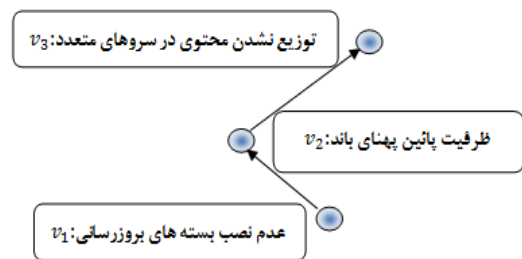 v₃:توزیع نشدن محتوی در سروهای متعدد
v₂:ظرفیت پائین پهنای باند
v₁:عدم نصب بسته های بروزرسانی